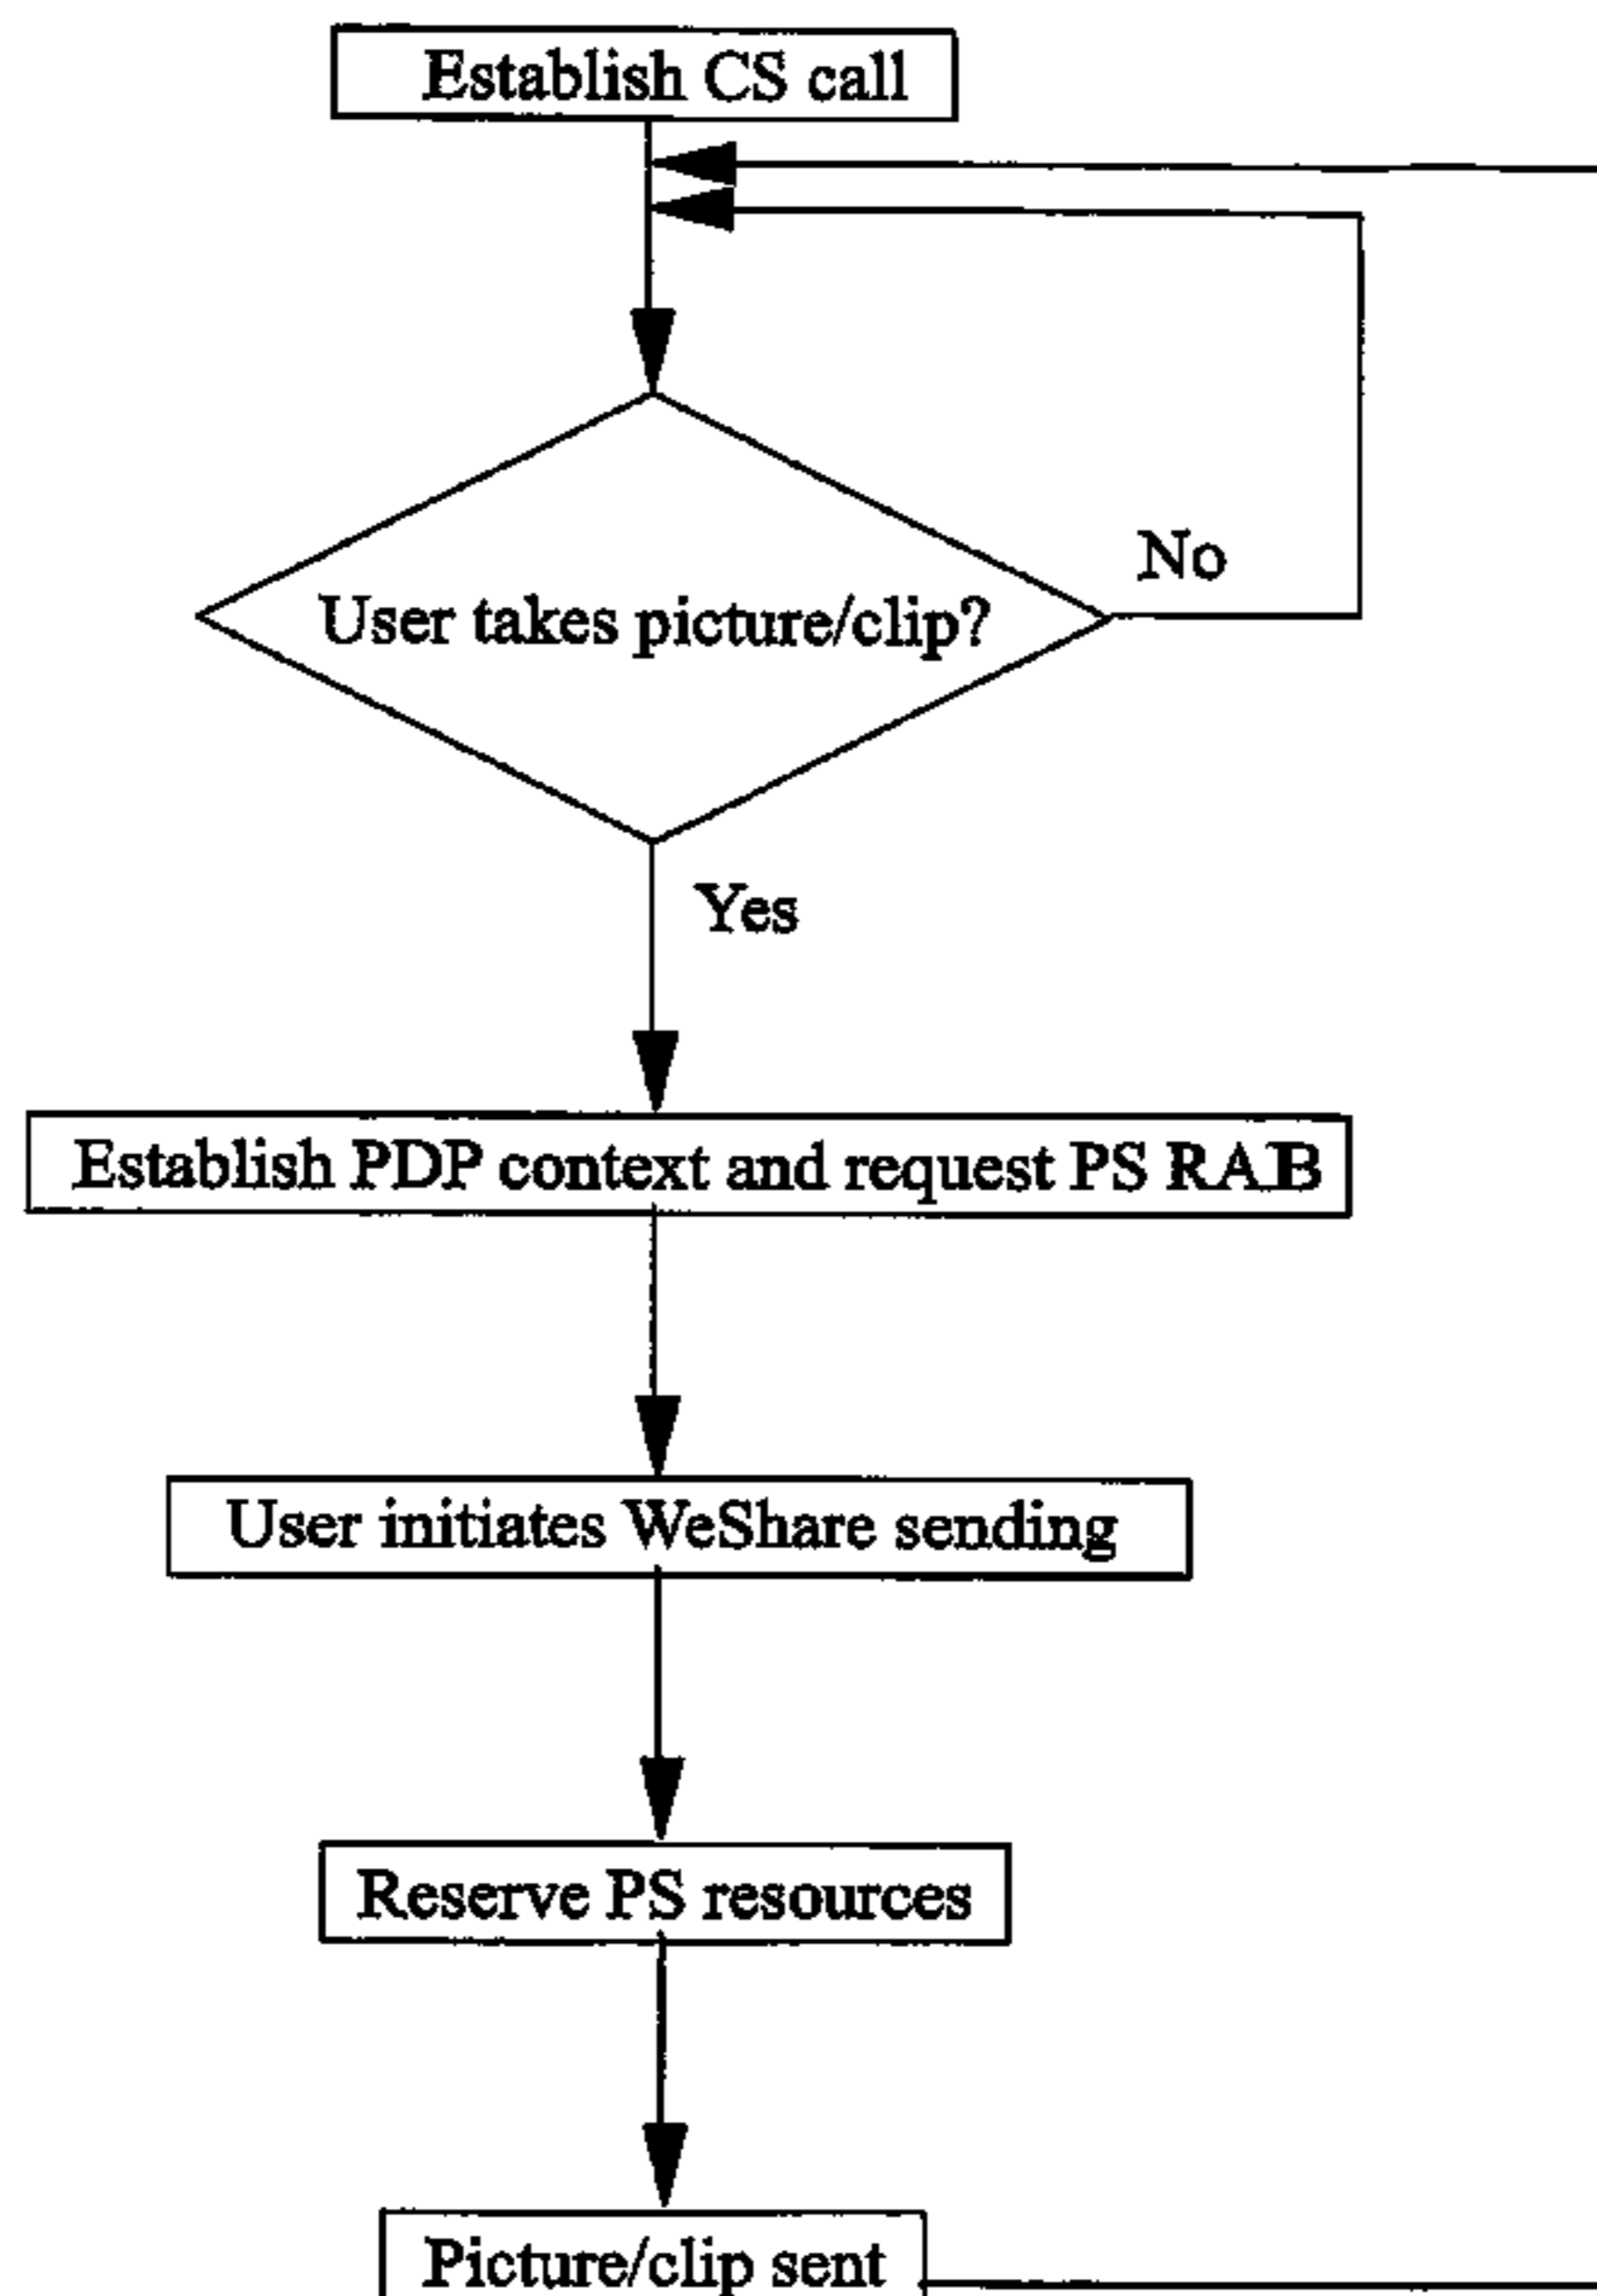 Establish CS call
User takes picture/clip?
No
Yes
Establish PDP context and request PS RAB
User initiates WeShare sending
Reserve PS resources
Picture/clip sent